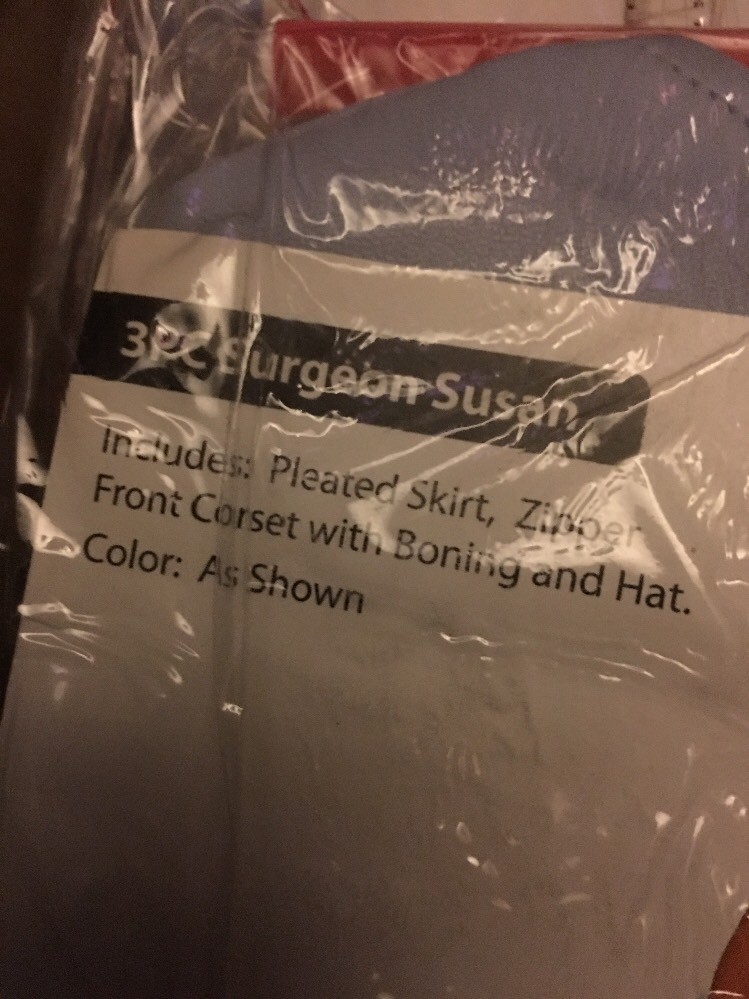 3PC Surgeon Susan
Includes: Pleated Skirt, Zipper
Front Corset with Boning and Hat.
Color: As Shown